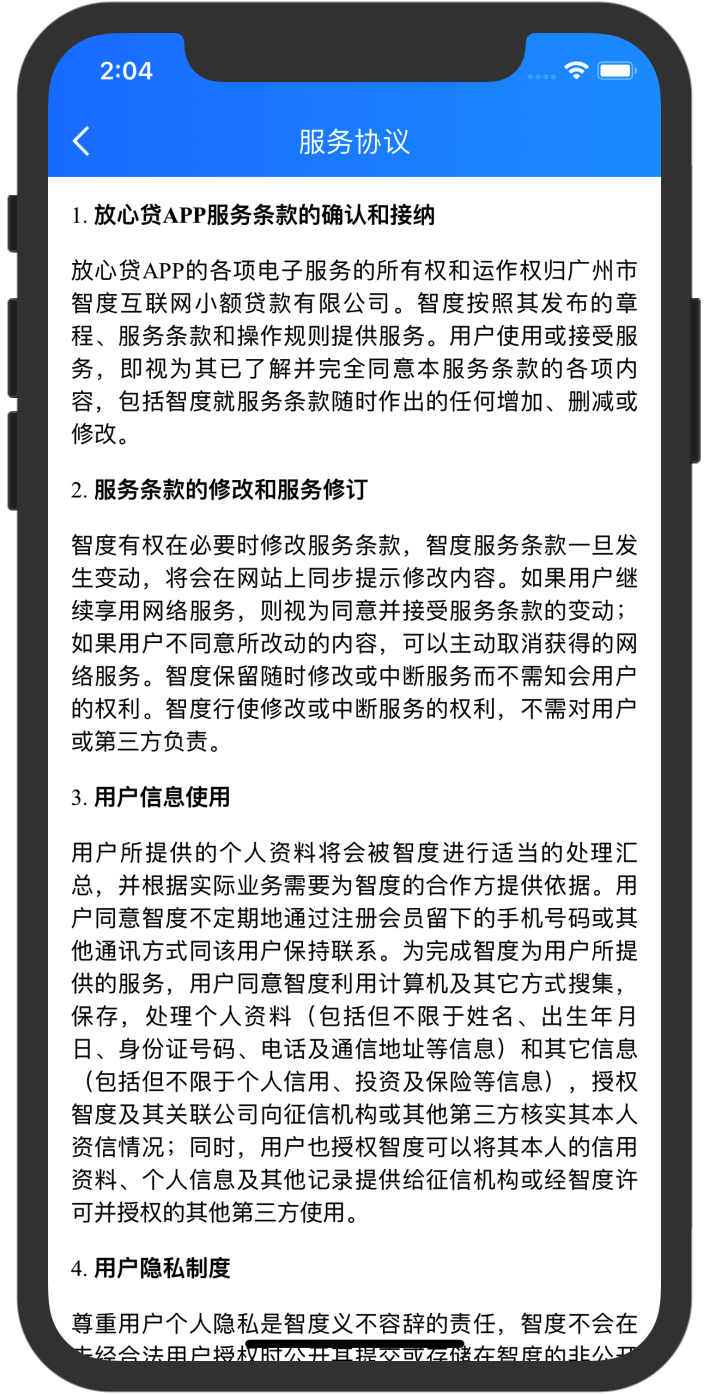 2:04
服务协议
1. 放心贷APP服务条款的确认和接纳
放心贷APP的各项电子服务的所有权和运作权归广州市
智度互联网小额贷款有限公司。智度按照其发布的章
程、服务条款和操作规则提供服务。用户使用或接受服
务，即视为其已了解并完全同意本服务条款的各项内
容，包括智度就服务条款随时作出的任何增加、删减或
修改。
2. 服务条款的修改和服务修订
智度有权在必要时修改服务条款，智度服务条款一旦发
生变动，将会在网站上同步提示修改内容。如果用户继
续享用网络服务，则视为同意并接受服务条款的变动；
如果用户不同意所改动的内容，可以主动取消获得的网
络服务。智度保留随时修改或中断服务而不需知会用户
的权利。智度行使修改或中断服务的权利，不需对用户
或第三方负责。
3. 用户信息使用
用户所提供的个人资料将会被智度进行适当的处理汇
总，并根据实际业务需要为智度的合作方提供依据。用
户同意智度不定期地通过注册会员留下的手机号码或其
他通讯方式同该用户保持联系。为完成智度为用户所提
供的服务，用户同意智度利用计算机及其它方式搜集，
保存，处理个人资料（包括但不限于姓名、出生年月
日、身份证号码、电话及通信地址等信息）和其它信息
（包括但不限于个人信用、投资及保险等信息），授权
智度及其关联公司向征信机构或其他第三方核实其本人
资信情况；同时，用户也授权智度可以将其本人的信用
资料、个人信息及其他记录提供给征信机构或经智度许
可并授权的其他第三方使用。
4. 用户隐私制度
尊重用户个人隐私是智度义不容辞的责任，智度不会在
未经合法用户授权时公开其提交或存储在智度的非公开